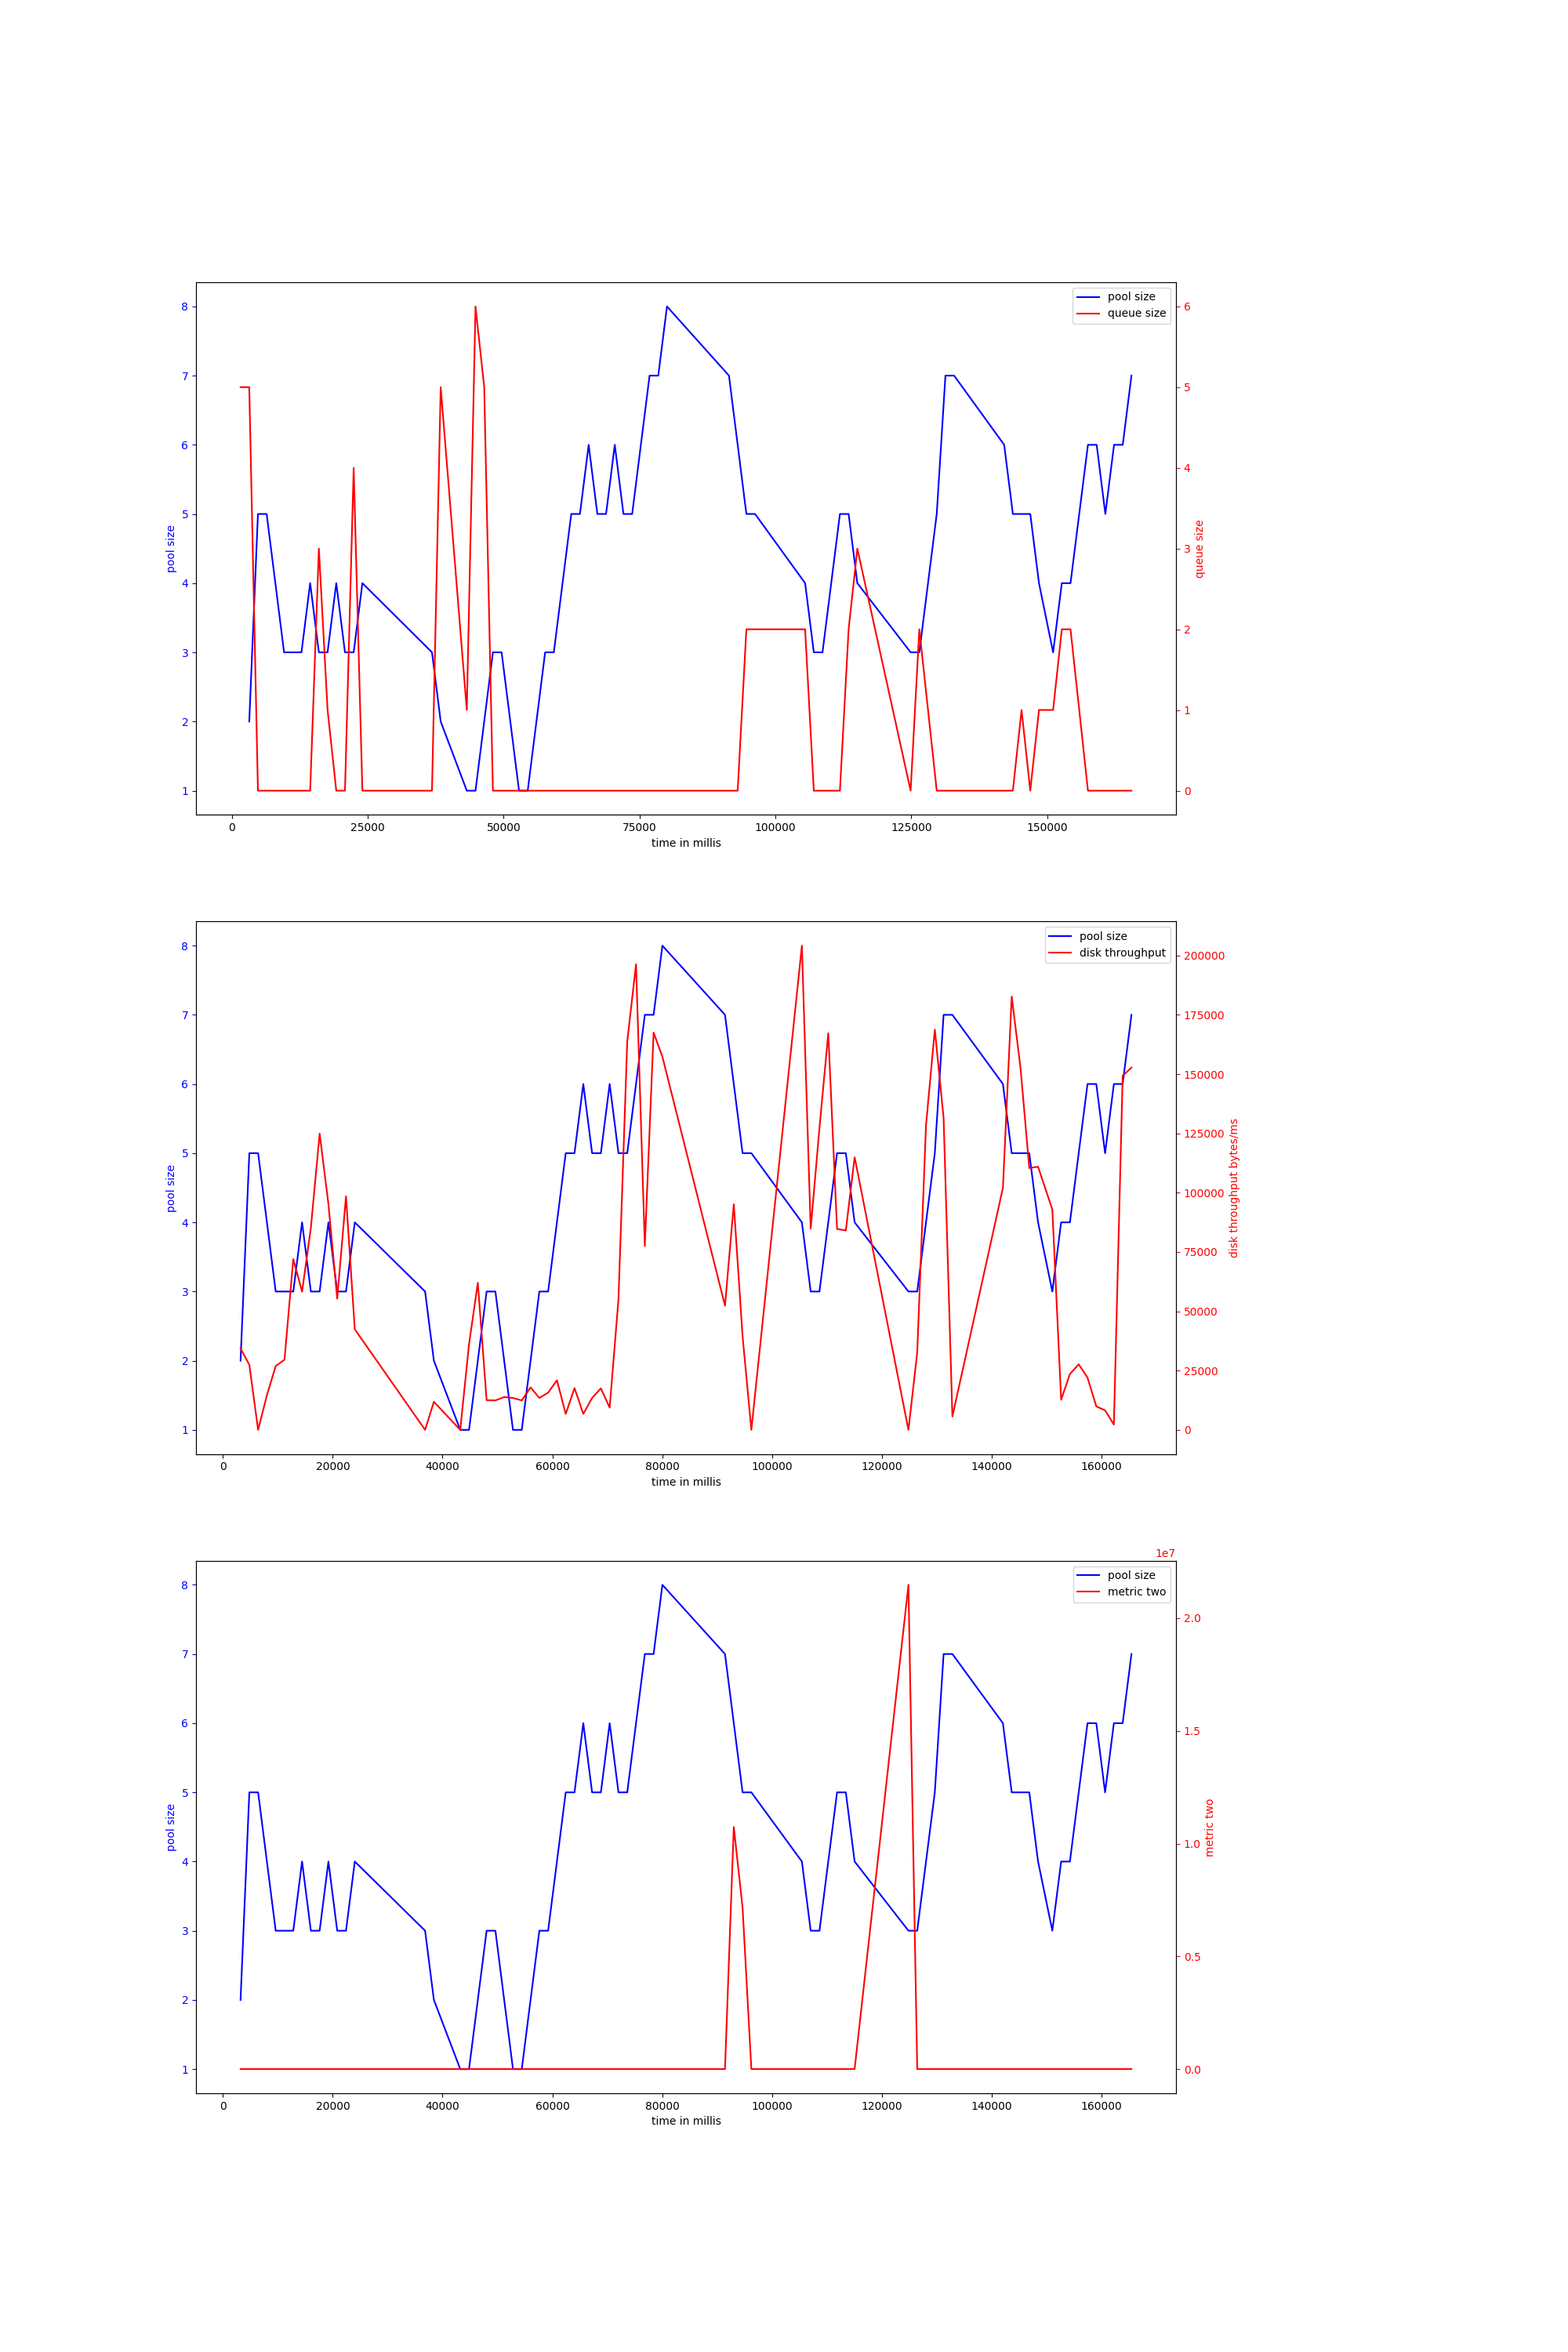 pool size
queue size
8
7
6
5
4
3
2
1
pool size
6
5
4
3
2
1
0
queue size
0 25000 50000 75000 100000 125000 150000
time in millis
pool size
disk throughput
8
7
6
5
4
3
2
1
pool size
200000
175000
150000
125000
100000
75000
50000
25000
0
disk throughput bytes/ms
0 20000 40000 60000 80000 100000 120000 140000 160000
time in millis
1e7
pool size
metric two
8
7
6
5
4
3
2
1
pool size
2.0
1.5
1.0
0.5
0.0
metric two
0 20000 40000 60000 80000 100000 120000 140000 160000
time in millis